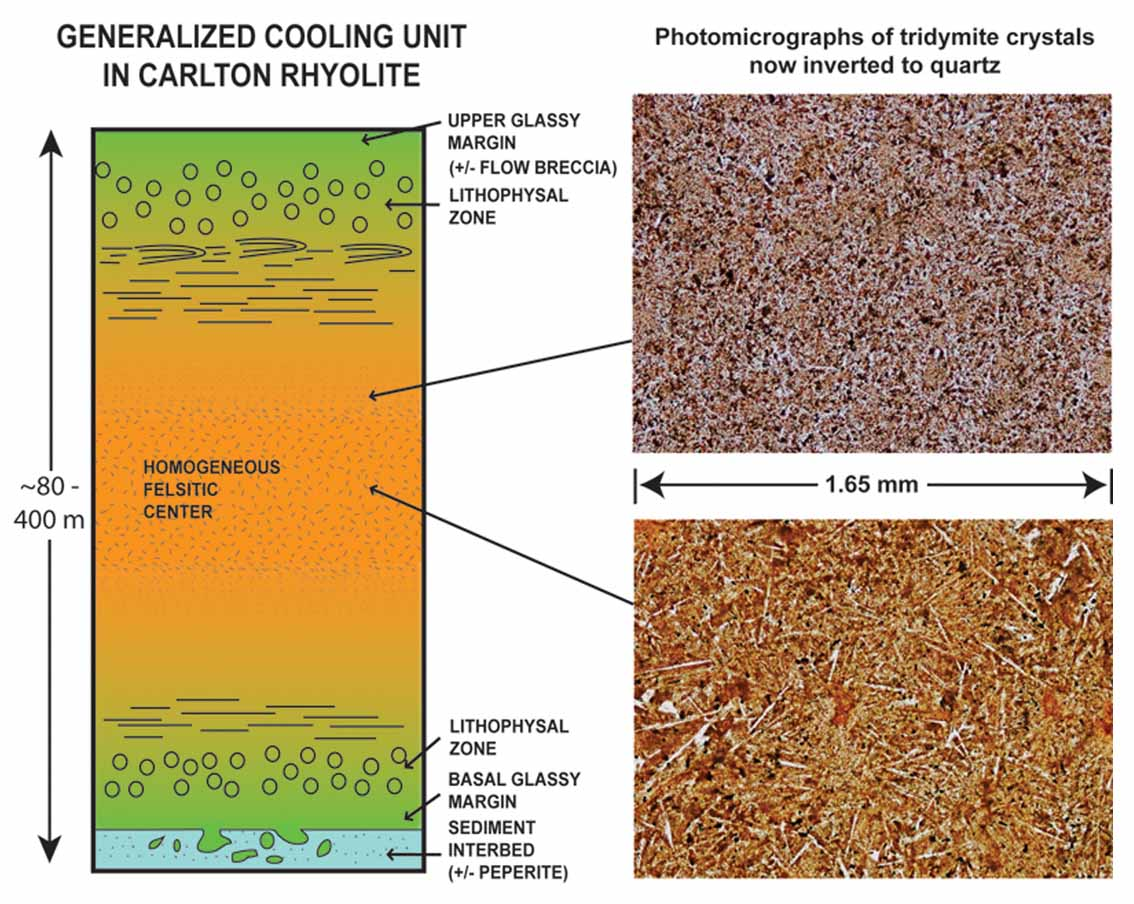 GENERALIZED COOLING UNIT
IN CARLTON RHYOLITE
Photomicrographs of tridymite crystals
now inverted to quartz
UPPER GLASSY
MARGIN
(+/- FLOW BRECCIA)
LITHOPHYSAL
ZONE
HOMOGENEOUS
FELSITIC
CENTER
~80 -
400 m
1.65 mm
LITHOPHYSAL
ZONE
BASAL GLASSY
MARGIN
SEDIMENT
INTERBED
(+/- PEPERITE)